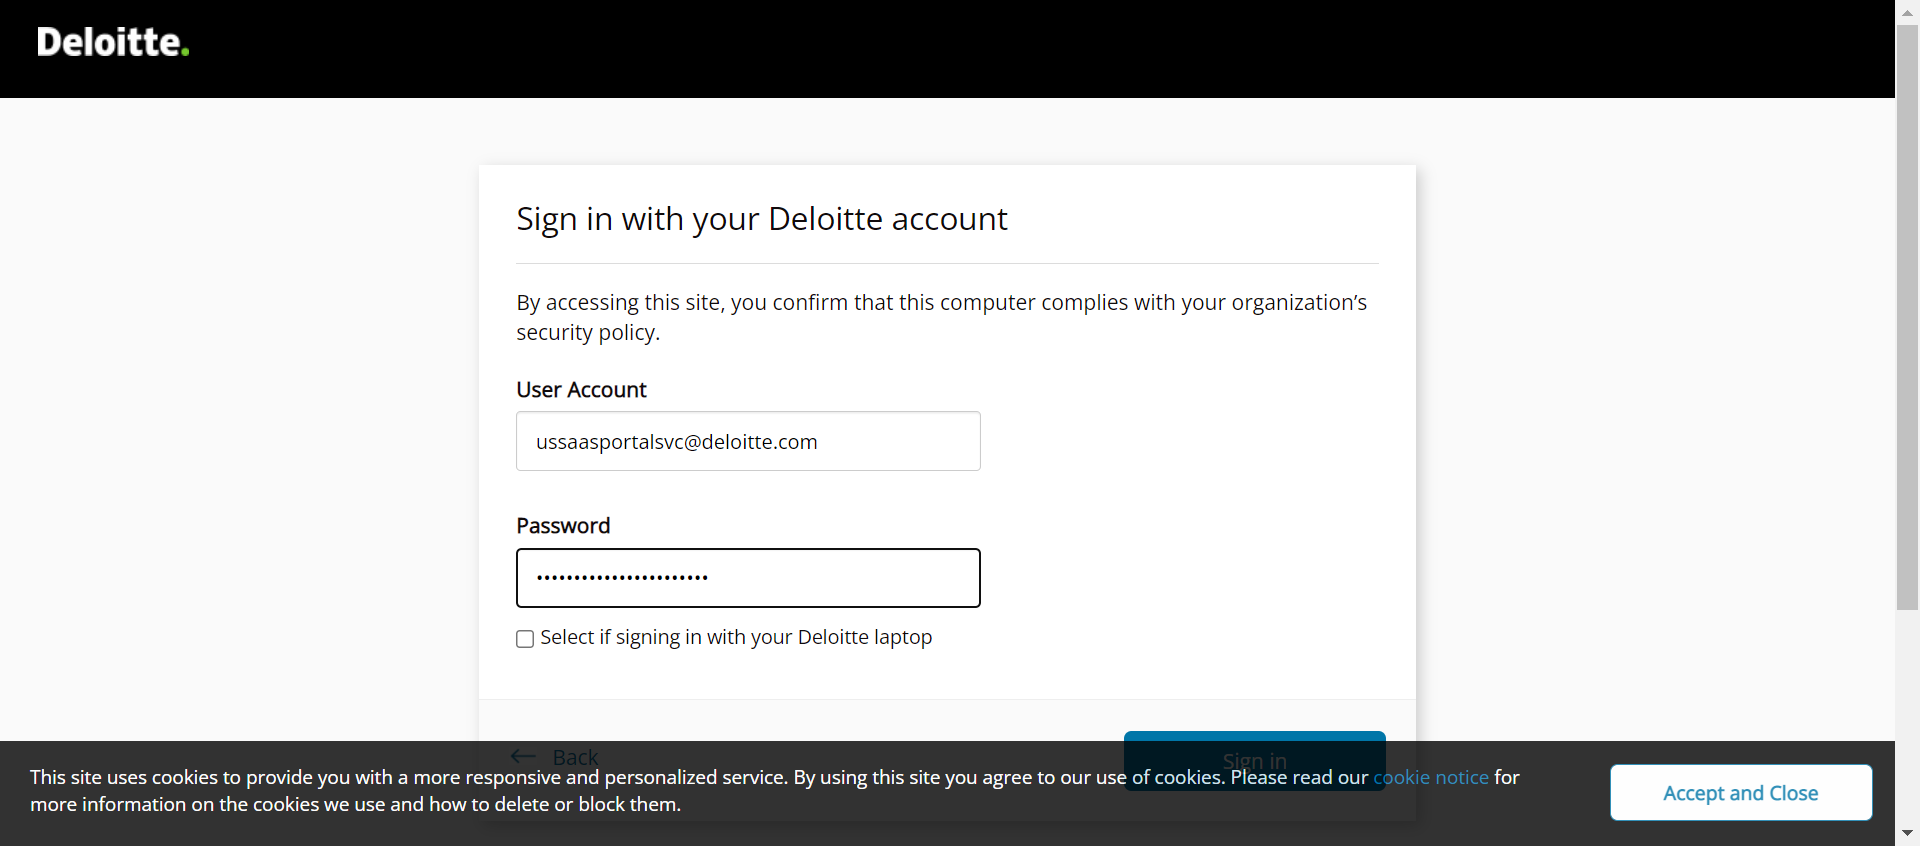 Deloitte.
Sign in with your Deloitte account
By accessing this site, you confirm that this computer complies with your organization’s
security policy.
User Account
ussaasportalsvc@deloitte.com
Password
•••••••••••••••••••••••
Select if signing in with your Deloitte laptop
Back
Sign in
This site uses cookies to provide you with a more responsive and personalized service. By using this site you agree to our use of cookies. Please read our cookie notice for
more information on the cookies we use and how to delete or block them.
Accept and Close